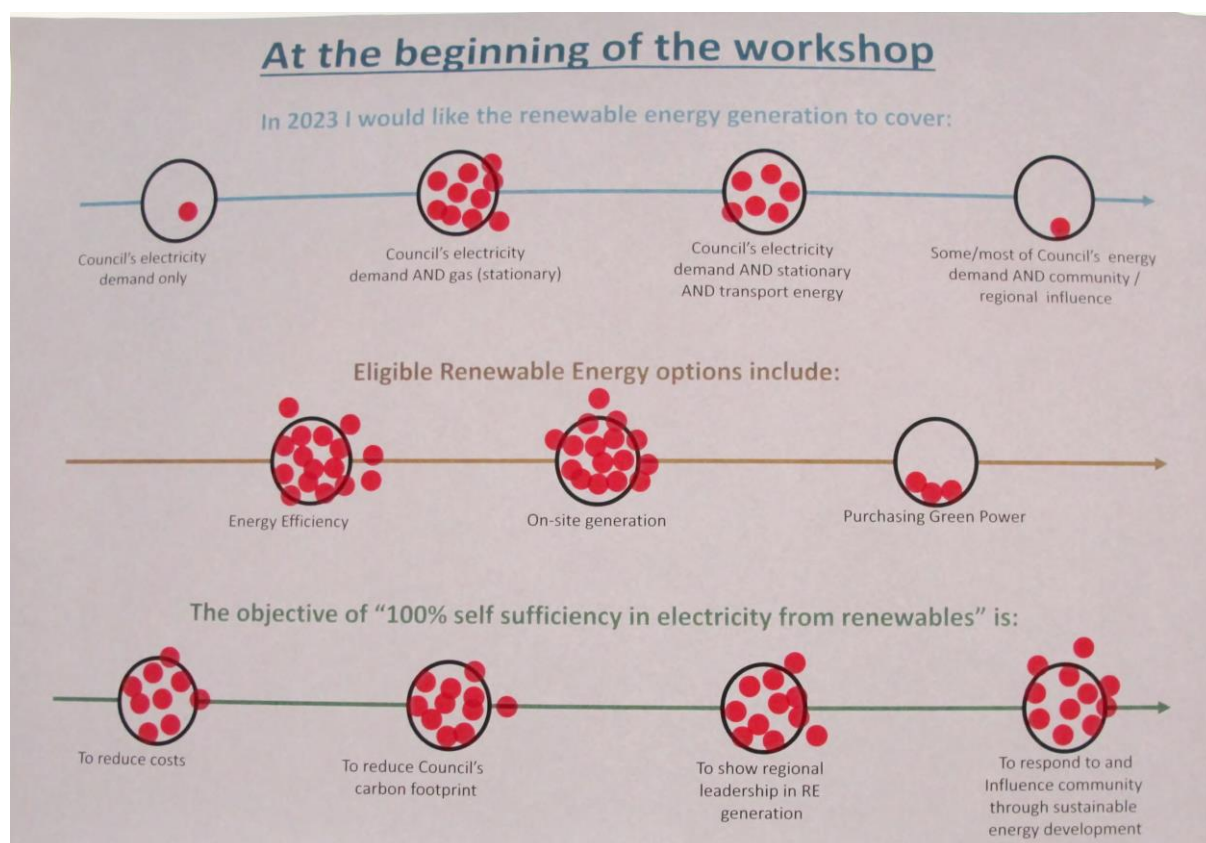 At the beginning of the workshop
In 2023 I would like the renewable energy generation to cover:
Council's electricity
demand only
Council's electricity
demand AND gas (stationary)
Council's electricity
demand AND stationary
AND transport energy
Some/most of Council's energy
demand AND community /
regional influence
Eligible Renewable Energy options include:
Energy Efficiency
On-site generation
Purchasing Green Power
The objective of "100% self sufficiency in electricity from renewables" is:
To reduce costs
To reduce Council's
carbon footprint
To show regional
leadership in RE
generation
To respond to and
Influence community
through sustainable
energy development